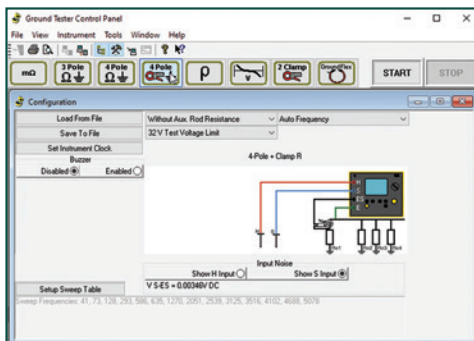 Ground Tester Control Panel
File View Instrument Tools Window Help
mΩ 3 Pole Ω 4 Pole Ω 4 Pole ρ V 2 Clamp GroundFlex START STOP
Configuration
Load From File Without Aux. Rod Resistance Auto Frequency
Save To File 32V Test Voltage Limit
Set Instrument Clock
Buzzer 4-Pole + Clamp R
Disabled Enabled
H
S
ES
E
Input Noise
Show H Input Show S Input
Setup Sweep Table V S-ES = 0.00346V DC
Sweep Frequencies: 41, 73, 128, 293, 586, 635, 1270, 2051, 2539, 3125, 3516, 4102, 4688, 5078